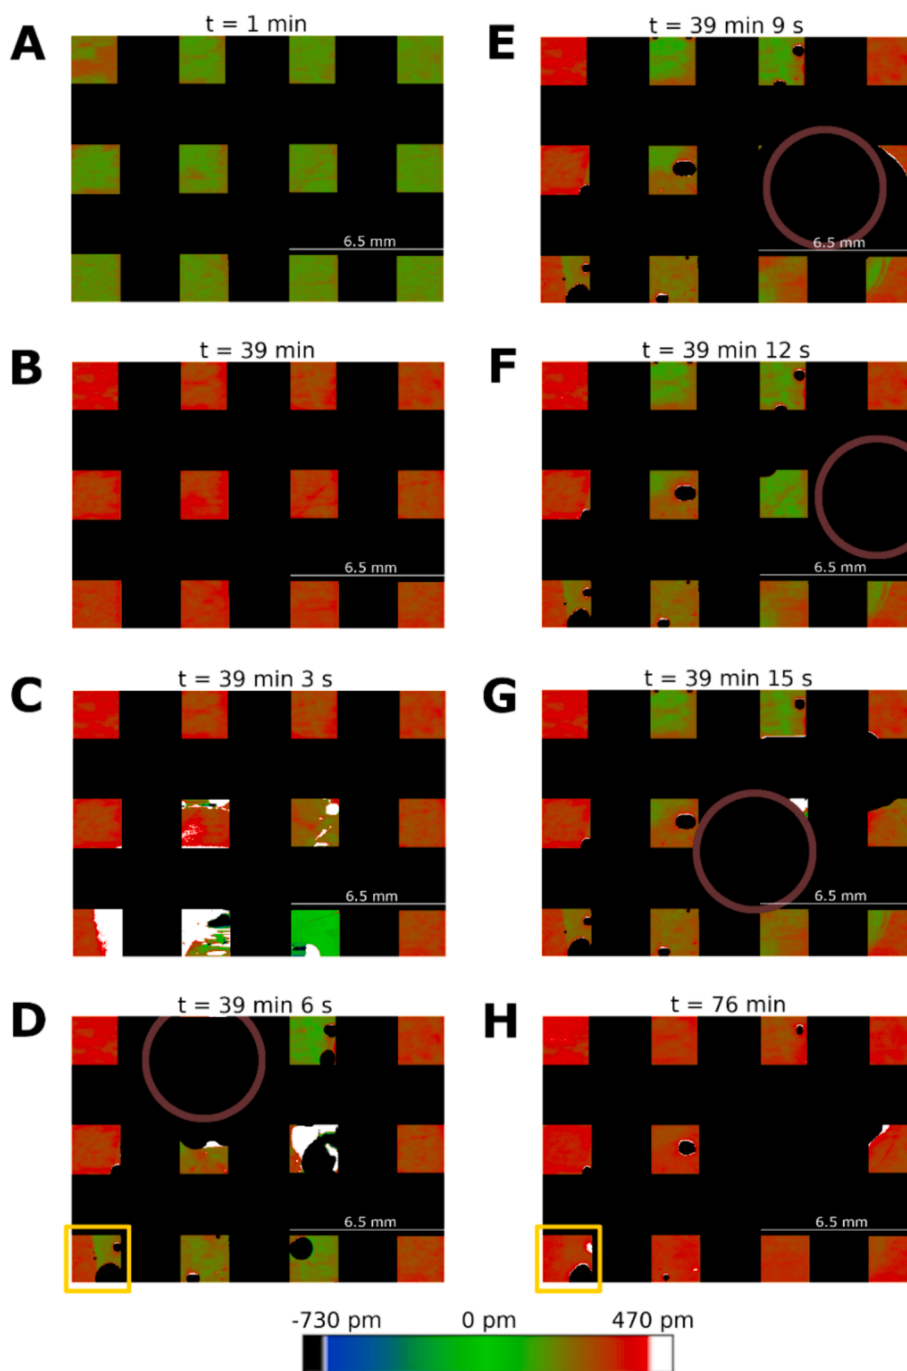 A
t = 1 min
6.5 mm
B
t = 39 min
6.5 mm
C
t = 39 min 3 s
6.5 mm
D
t = 39 min 6 s
6.5 mm
E
t = 39 min 9 s
6.5 mm
F
t = 39 min 12 s
6.5 mm
G
t = 39 min 15 s
6.5 mm
H
t = 76 min
6.5 mm
-730 pm 0 pm 470 pm